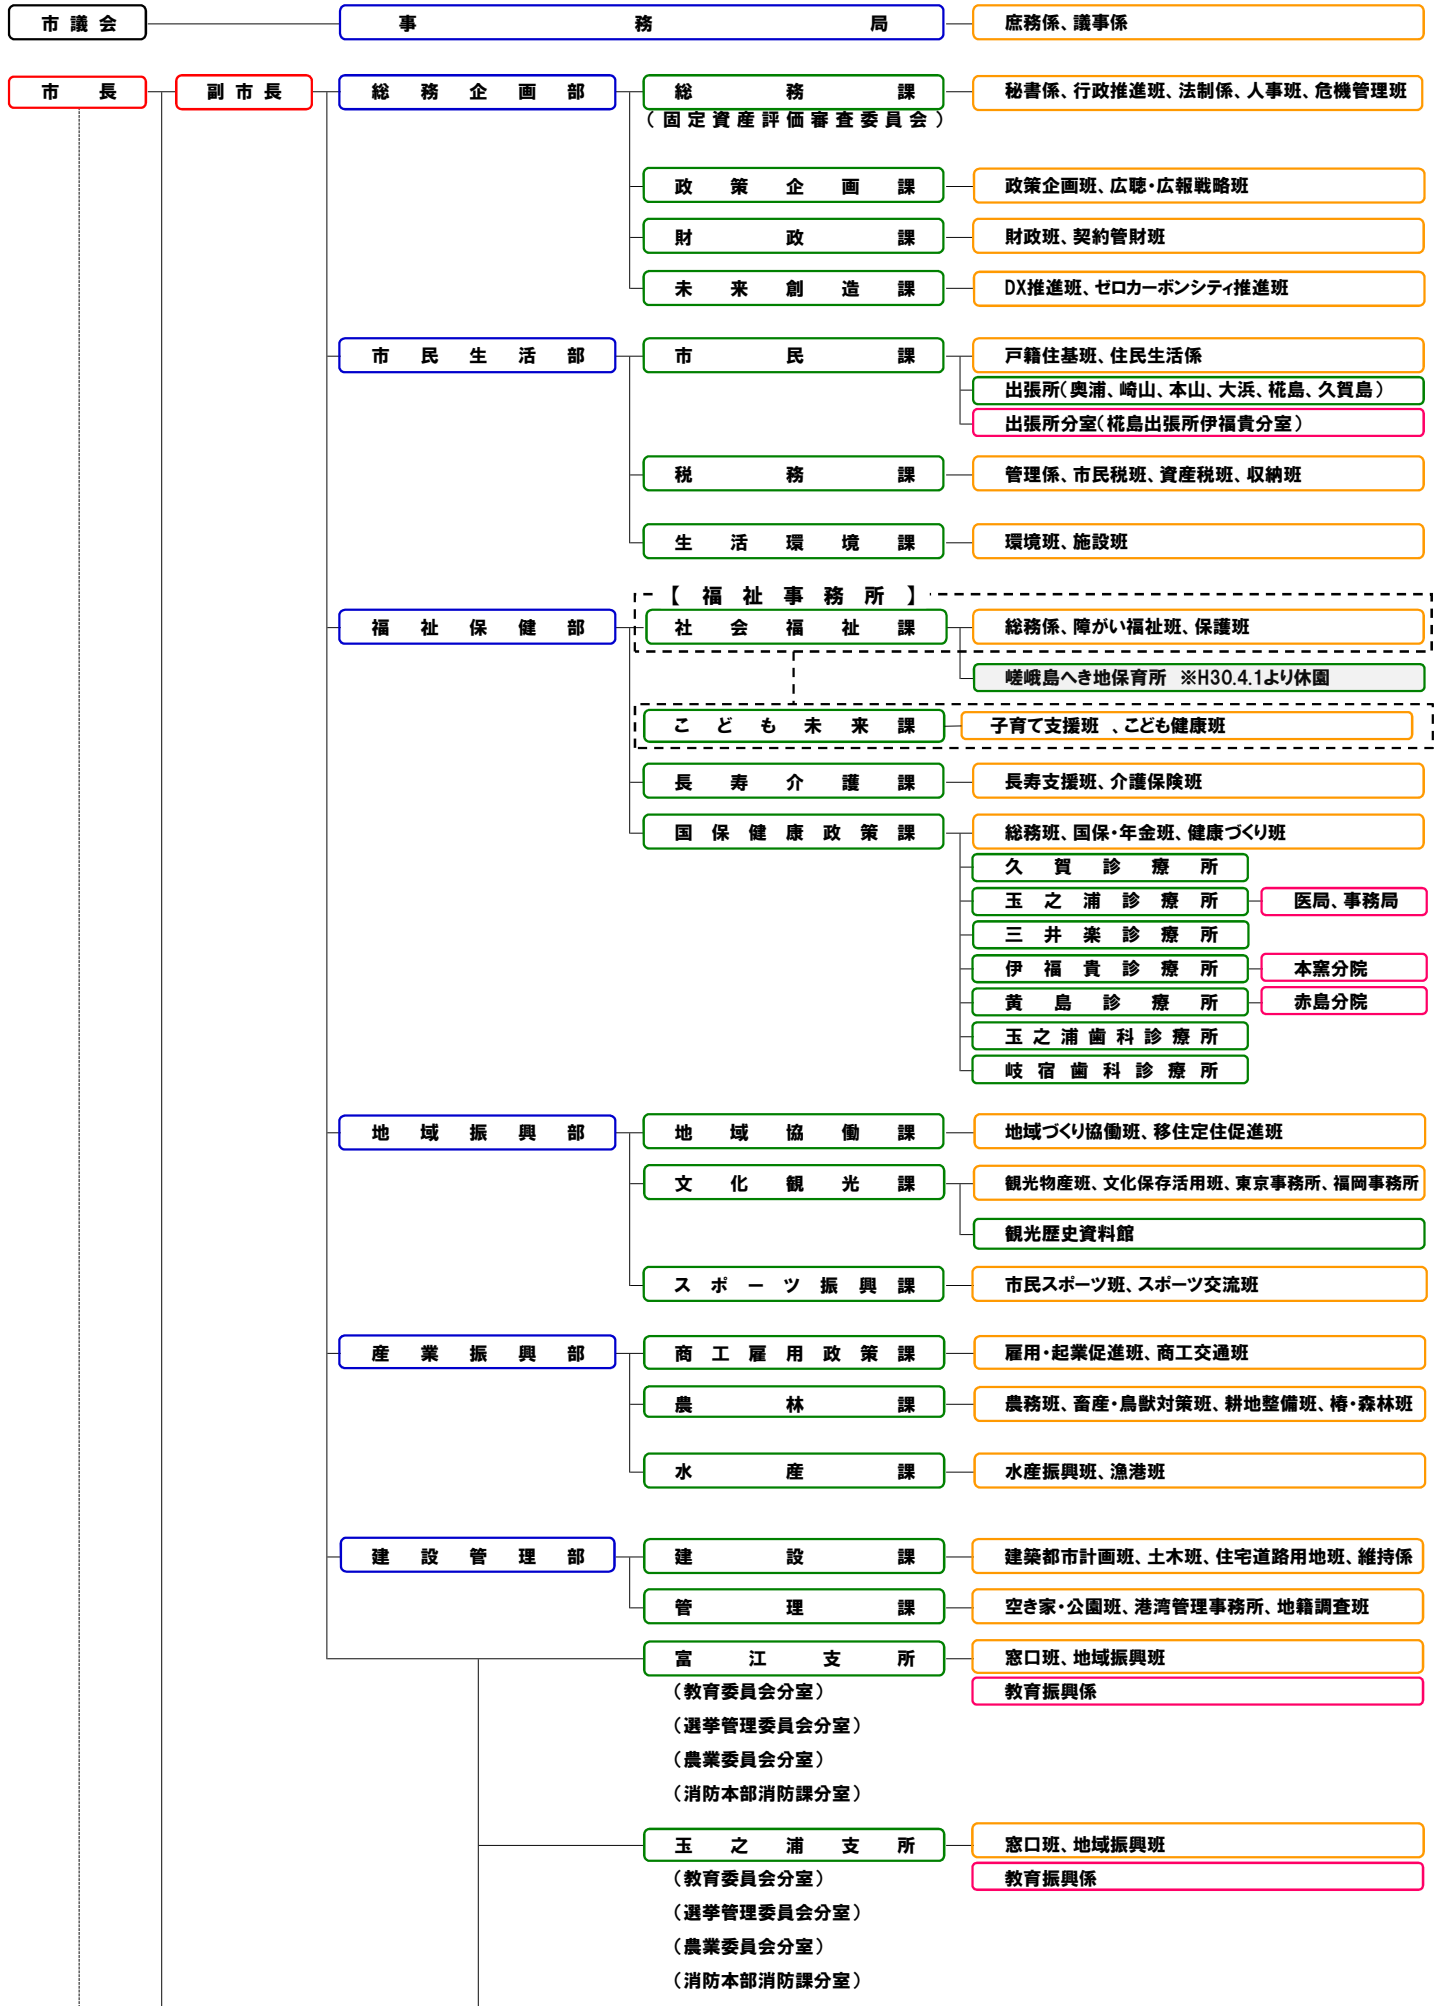 市議会 事務局 庶務係、議事係
市長 副市長 総務企画部 総務課 秘書係、行政推進班、法制係、人事班、危機管理班
（固定資産評価審査委員会）
政策企画課 政策企画班、広聴・広報戦略班
財政課 財政班、契約管財班
未来創造課 DX推進班、ゼロカーボンシティ推進班
市民生活部 市民課 戸籍住基班、住民生活係
出張所（奥浦、崎山、本山、大浜、椛島、久賀島）
出張所分室（椛島出張所伊福貴分室）
税務課 管理係、市民税班、資産税班、収納班
生活環境課 環境班、施設班
【福祉事務所】
福祉保健部 社会福祉課 総務係、障がい福祉班、保護班
嵯峨島へき地保育所 ※H30.4.1より休園
こども未来課 子育て支援班 、こども健康班
長寿介護課 長寿支援班、介護保険班
国保健康政策課 総務班、国保・年金班、健康づくり班
久賀診療所
玉之浦診療所 医局、事務局
三井楽診療所
伊福貴診療所 本窯分院
黄島診療所 赤島分院
玉之浦歯科診療所
岐宿歯科診療所
地域振興部 地域協働課 地域づくり協働班、移住定住促進班
文化観光課 観光物産班、文化保存活用班、東京事務所、福岡事務所
観光歴史資料館
スポーツ振興課 市民スポーツ班、スポーツ交流班
産業振興部 商工雇用政策課 雇用・起業促進班、商工交通班
農林課 農務班、畜産・鳥獣対策班、耕地整備班、椿・森林班
水産課 水産振興班、漁港班
建設管理部 建設課 建築都市計画班、土木班、住宅道路用地班、維持係
管理課 空き家・公園班、港湾管理事務所、地籍調査班
富江支所 窓口班、地域振興班
（教育委員会分室） 教育振興係
（選挙管理委員会分室）
（農業委員会分室）
（消防本部消防課分室）
玉之浦支所 窓口班、地域振興班
（教育委員会分室） 教育振興係
（選挙管理委員会分室）
（農業委員会分室）
（消防本部消防課分室）